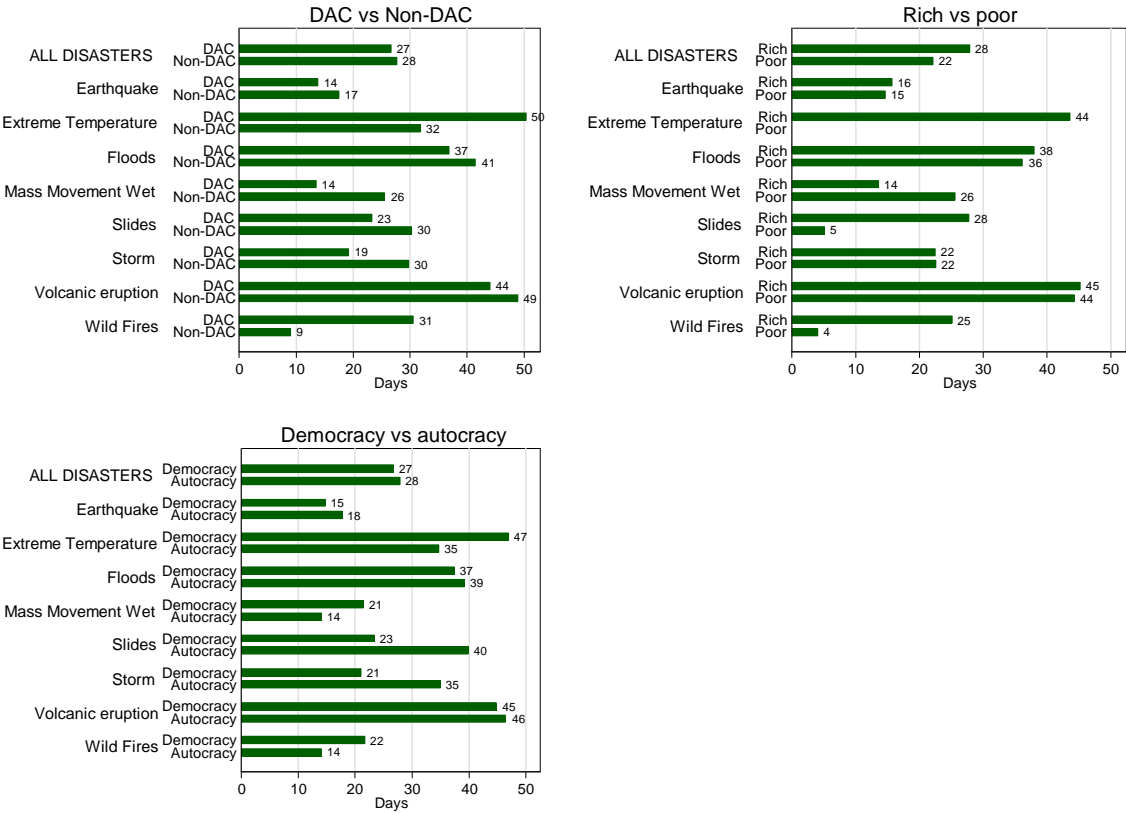 DAC vs Non-DAC
ALL DISASTERS
DAC 27
Non-DAC 28
Earthquake
DAC 14
Non-DAC 17
Extreme Temperature
DAC 50
Non-DAC 32
Floods
DAC 37
Non-DAC 41
Mass Movement Wet
DAC 14
Non-DAC 26
Slides
DAC 23
Non-DAC 30
Storm
DAC 19
Non-DAC 30
Volcanic eruption
DAC 44
Non-DAC 49
Wild Fires
DAC 31
Non-DAC 9
0 10 20 30 40 50
Days
Rich vs poor
ALL DISASTERS
Rich 28
Poor 22
Earthquake
Rich 16
Poor 15
Extreme Temperature
Rich 44
Poor
Floods
Rich 38
Poor 36
Mass Movement Wet
Rich 14
Poor 26
Slides
Rich 28
Poor 5
Storm
Rich 22
Poor 22
Volcanic eruption
Rich 45
Poor 44
Wild Fires
Rich 25
Poor 4
0 10 20 30 40 50
Days
Democracy vs autocracy
ALL DISASTERS
Democracy 27
Autocracy 28
Earthquake
Democracy 15
Autocracy 18
Extreme Temperature
Democracy 47
Autocracy 35
Floods
Democracy 37
Autocracy 39
Mass Movement Wet
Democracy 21
Autocracy 14
Slides
Democracy 23
Autocracy 40
Storm
Democracy 21
Autocracy 35
Volcanic eruption
Democracy 45
Autocracy 46
Wild Fires
Democracy 22
Autocracy 14
0 10 20 30 40 50
Days